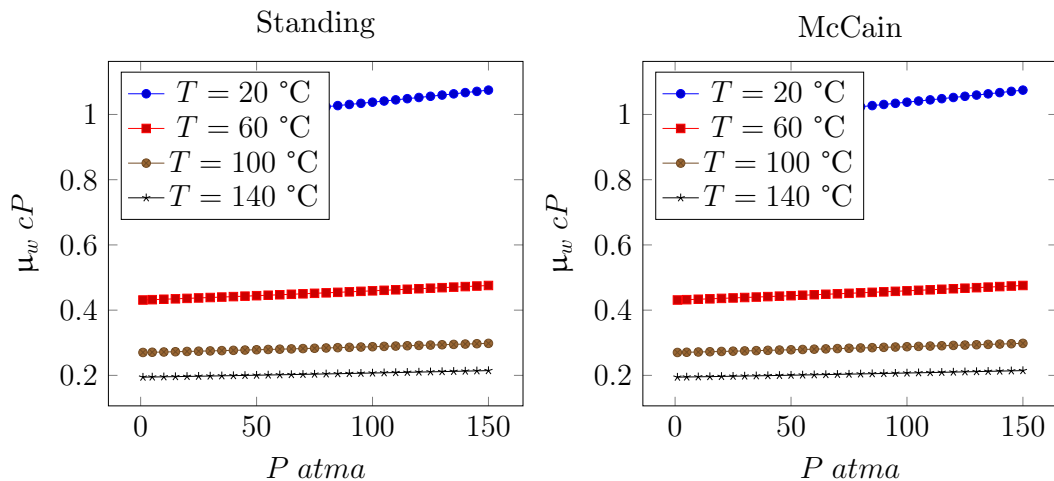 Standing
T = 20 °C
T = 60 °C
T = 100 °C
T = 140 °C
1
0.8
0.6
0.4
0.2
0
50
100
150
μw cP
P atma
McCain
T = 20 °C
T = 60 °C
T = 100 °C
T = 140 °C
1
0.8
0.6
0.4
0.2
0
50
100
150
μw cP
P atma